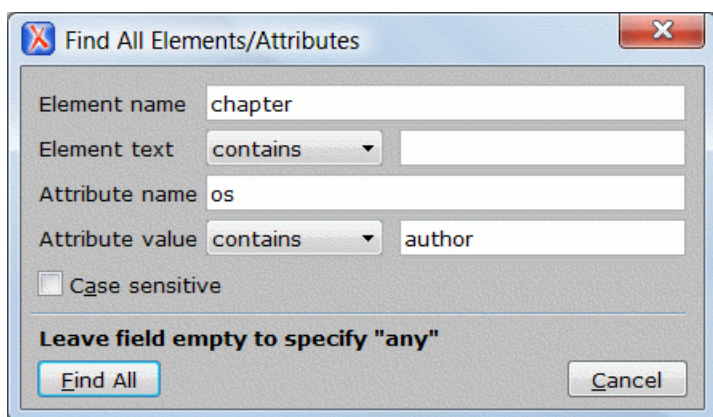 Find All Elements/Attributes
Element name chapter
Element text contains
Attribute name os
Attribute value contains author
Case sensitive
Leave field empty to specify "any"
Find All Cancel